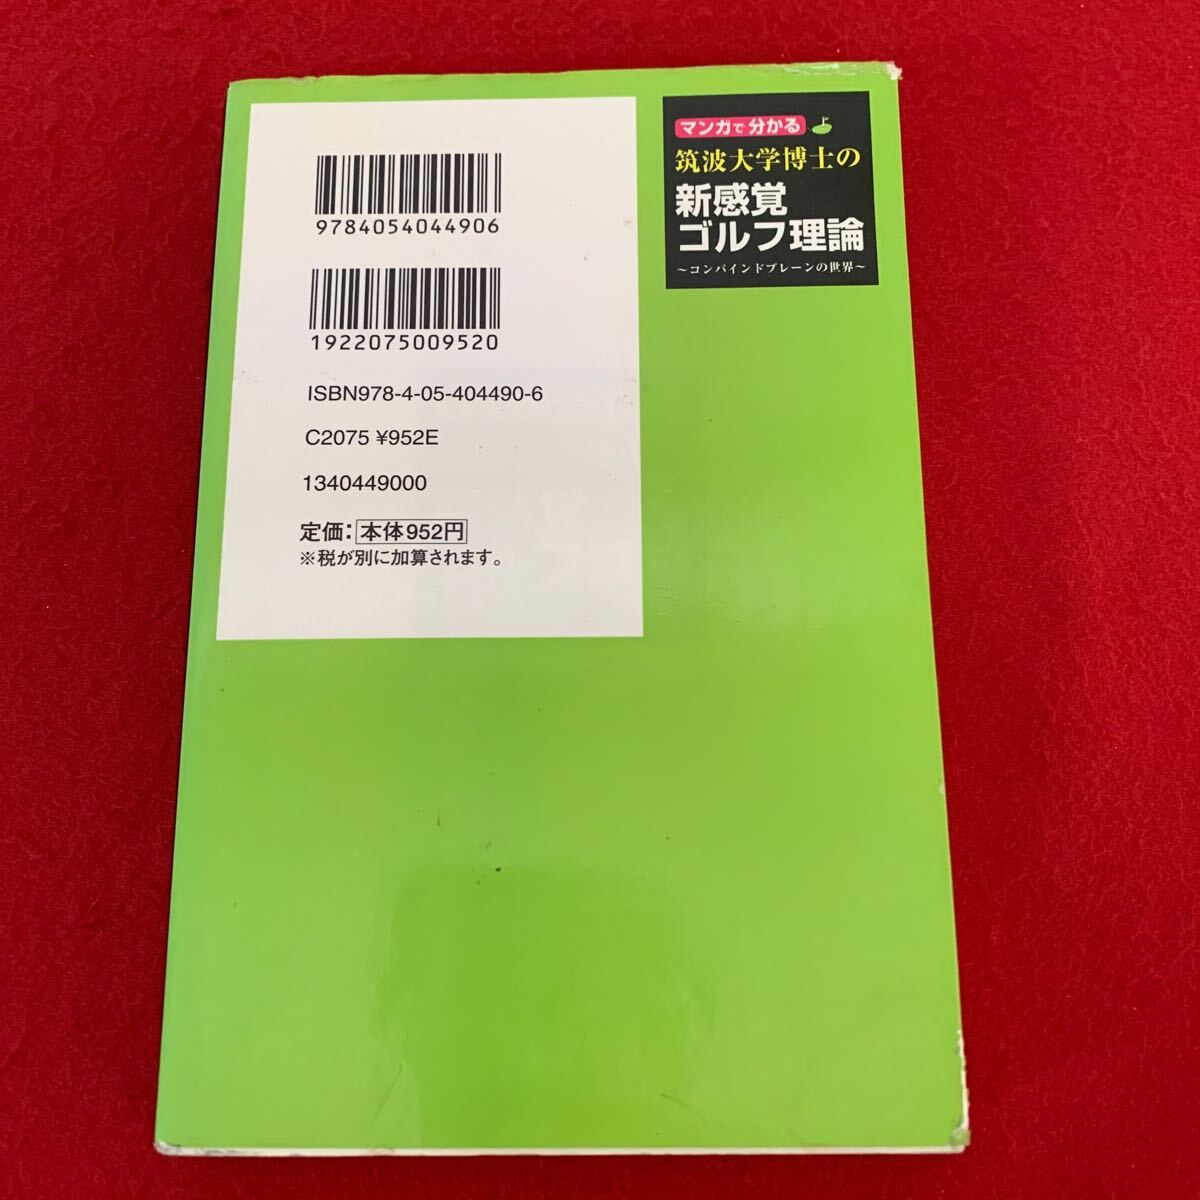 9784054044906
1922075009520
ISBN978-4-05-404490-6
C2075 ¥952E
1340449000
定価：本体952円
※税が別に加算されます。
マンガで分かる
筑波大学博士の
新感覚
ゴルフ理論
～コンバインドプレーンの世界～